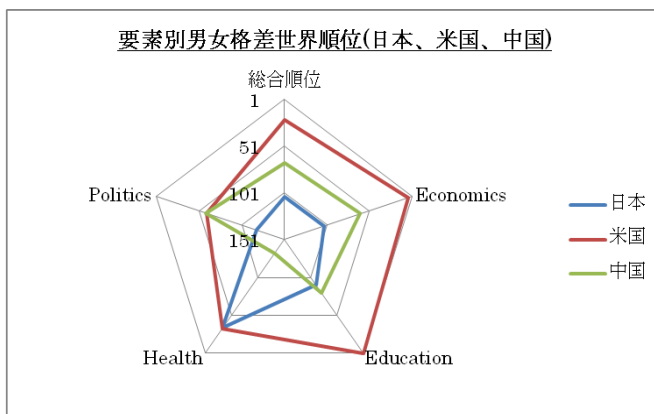 要素別男女格差世界順位(日本、米国、中国)
総合順位
1
51
101
151
Politics
Economics
Health
Education
日本
米国
中国